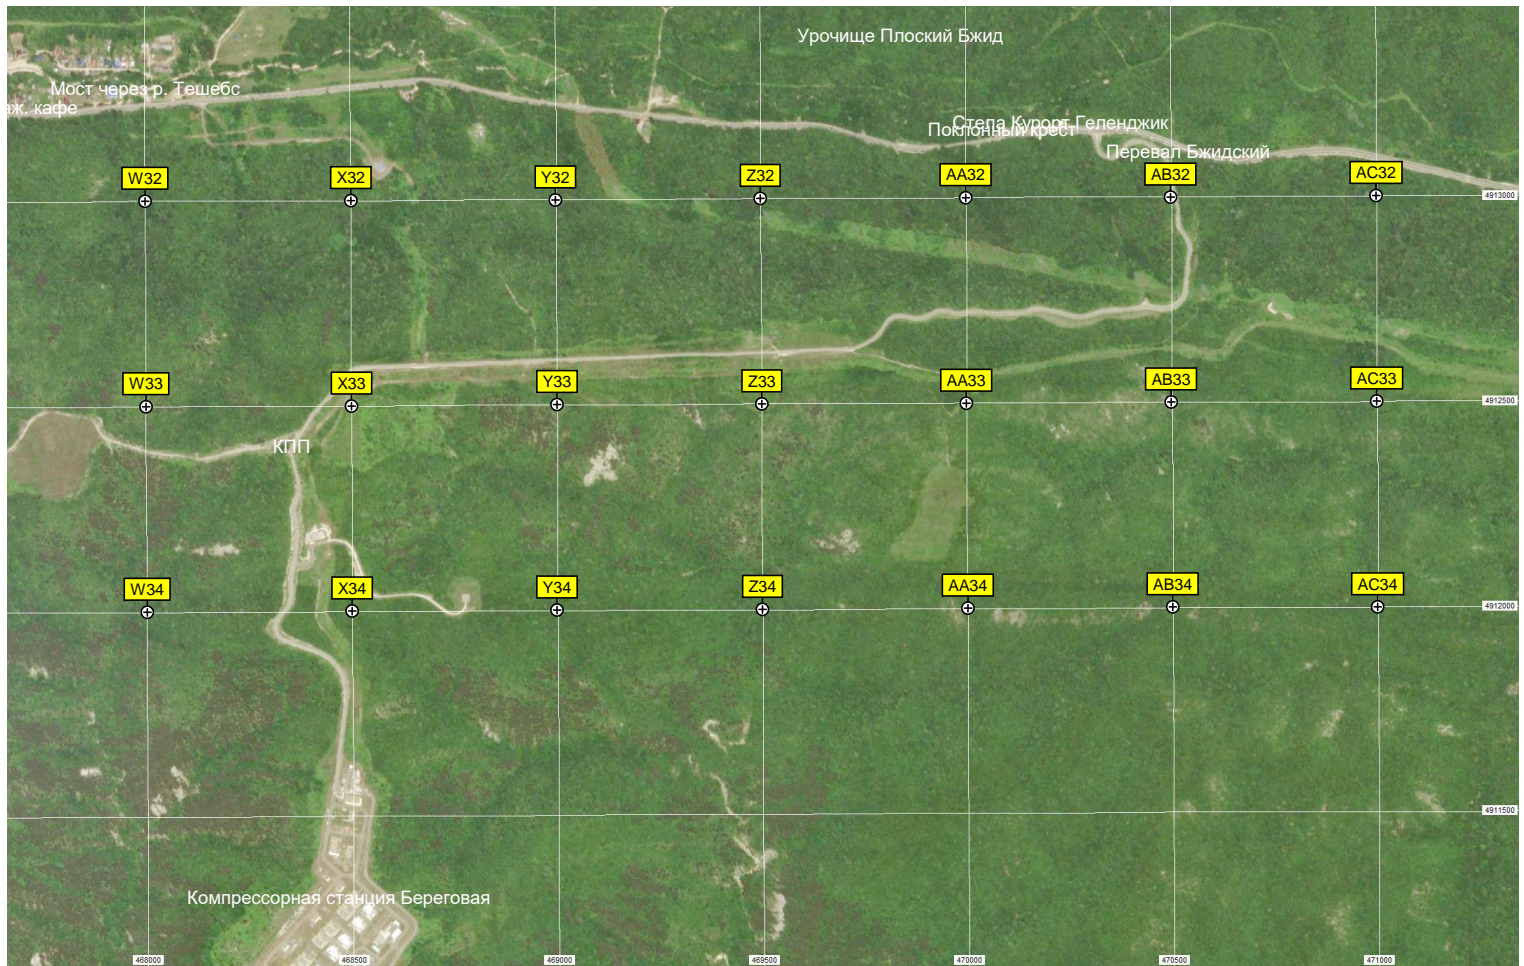 Урочище Плоский Бжид
Мост через р. Тешебс
аж. кафе
Стела Курорт Геленджик
Поклонный крест
Перевал Бжидский
W32
X32
Y32
Z32
AA32
AB32
AC32
4913000
W33
X33
Y33
Z33
AA33
AB33
AC33
4912500
КПП
W34
X34
Y34
Z34
AA34
AB34
AC34
4912000
4911500
Компрессорная станция Береговая
468000
468500
469000
469500
470000
470500
471000